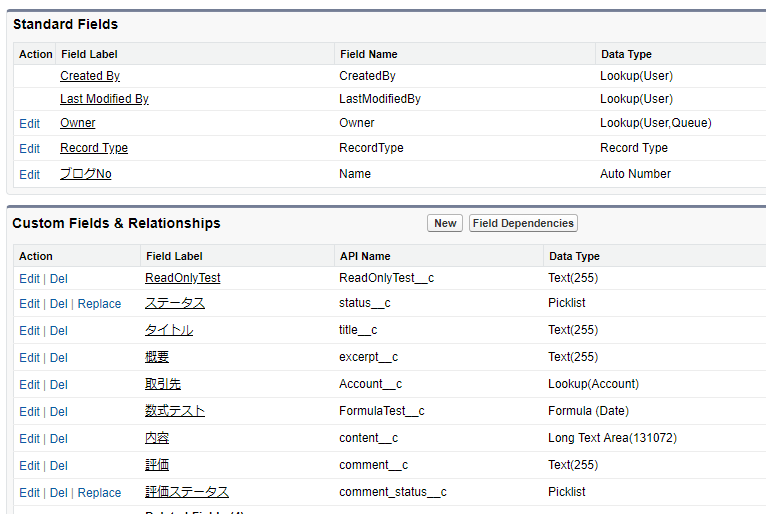 Standard Fields
Action Field Label Field Name Data Type
Created By CreatedBy Lookup(User)
Last Modified By LastModifiedBy Lookup(User)
Edit Owner Owner Lookup(User,Queue)
Edit Record Type RecordType Record Type
Edit ブログNo Name Auto Number
Custom Fields & Relationships New Field Dependencies
Action Field Label API Name Data Type
Edit | Del ReadOnlyTest ReadOnlyTest__c Text(255)
Edit | Del | Replace ステータス status__c Picklist
Edit | Del タイトル title__c Text(255)
Edit | Del 概要 excerpt__c Text(255)
Edit | Del 取引先 Account__c Lookup(Account)
Edit | Del 数式テスト FormulaTest__c Formula (Date)
Edit | Del 内容 content__c Long Text Area(131072)
Edit | Del 評価 comment__c Text(255)
Edit | Del | Replace 評価ステータス comment_status__c Picklist